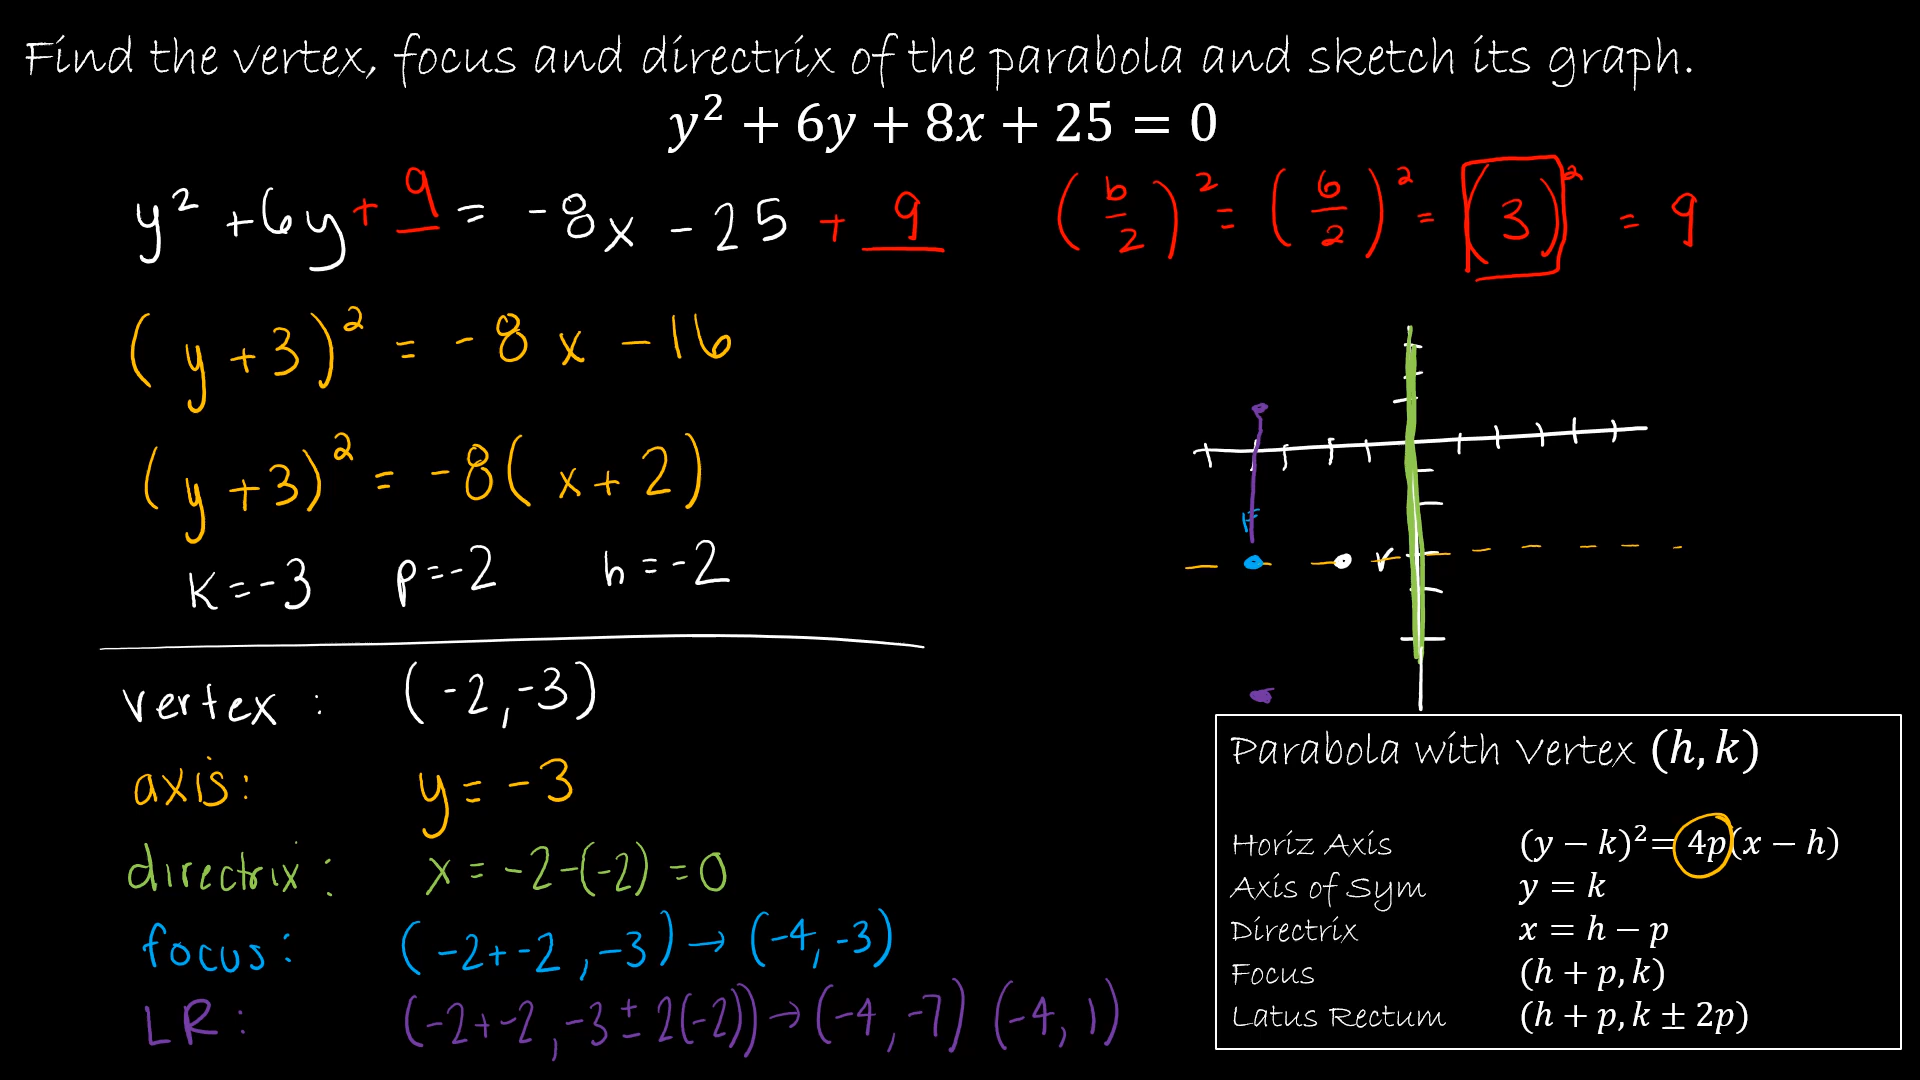 Find the vertex, focus and directrix of the parabola and sketch its graph.
y² + 6y + 8x + 25 = 0
y² + 6y + 9 = -8x - 25 + 9
(b/2)² = (6/2)² = (3)² = 9
(y + 3)² = -8x - 16
(y + 3)² = -8(x + 2)
K = -3 p = -2 h = -2
F
V
vertex: (-2, -3)
axis: y = -3
directrix: x = -2-(-2) = 0
focus: (-2+-2, -3) → (-4, -3)
LR: (-2+-2, -3 ± 2(-2)) → (-4, -7) (-4, 1)
Parabola with Vertex (h, k)
Horiz Axis (y − k)² = 4p(x − h)
Axis of Sym y = k
Directrix x = h − p
Focus (h + p, k)
Latus Rectum (h + p, k ± 2p)